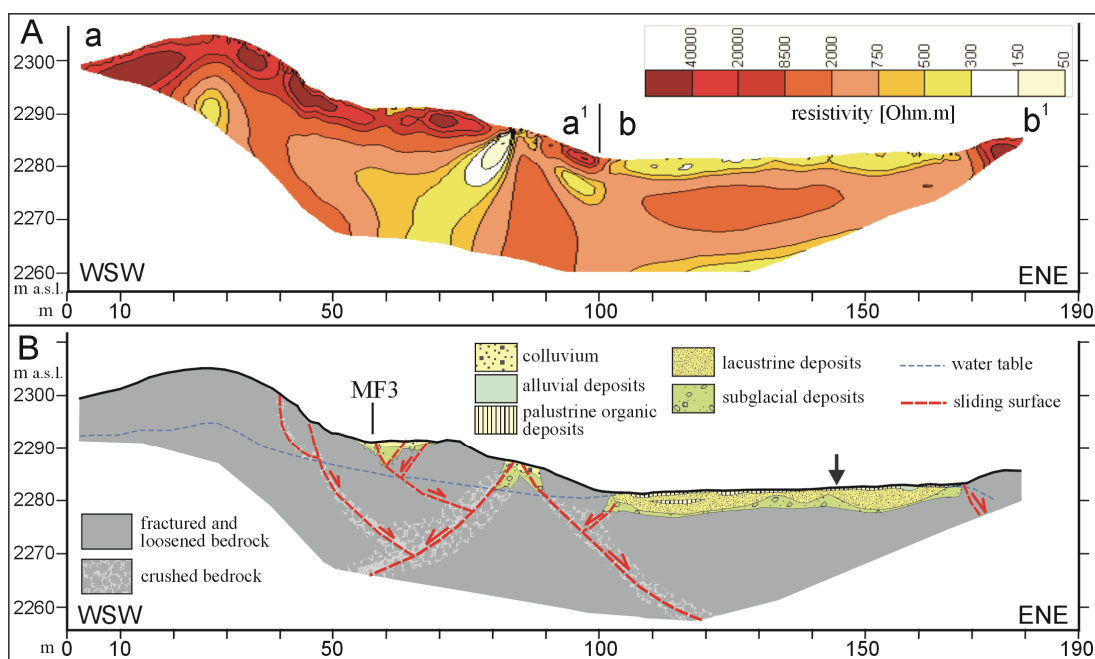 A
a
2300
2290
2280
2270
2260
m a.s.l.
WSW
a¹
b
b¹
40000
20000
8500
2000
750
500
300
150
50
resistivity [Ohm.m]
ENE
m
0
10
50
100
150
190
B
m a.s.l.
2300
2290
2280
2270
2260
MF3
colluvium
alluvial deposits
palustrine organic
deposits
lacustrine deposits
subglacial deposits
water table
sliding surface
fractured and
loosened bedrock
crushed bedrock
WSW
ENE
m
0
10
50
100
150
190